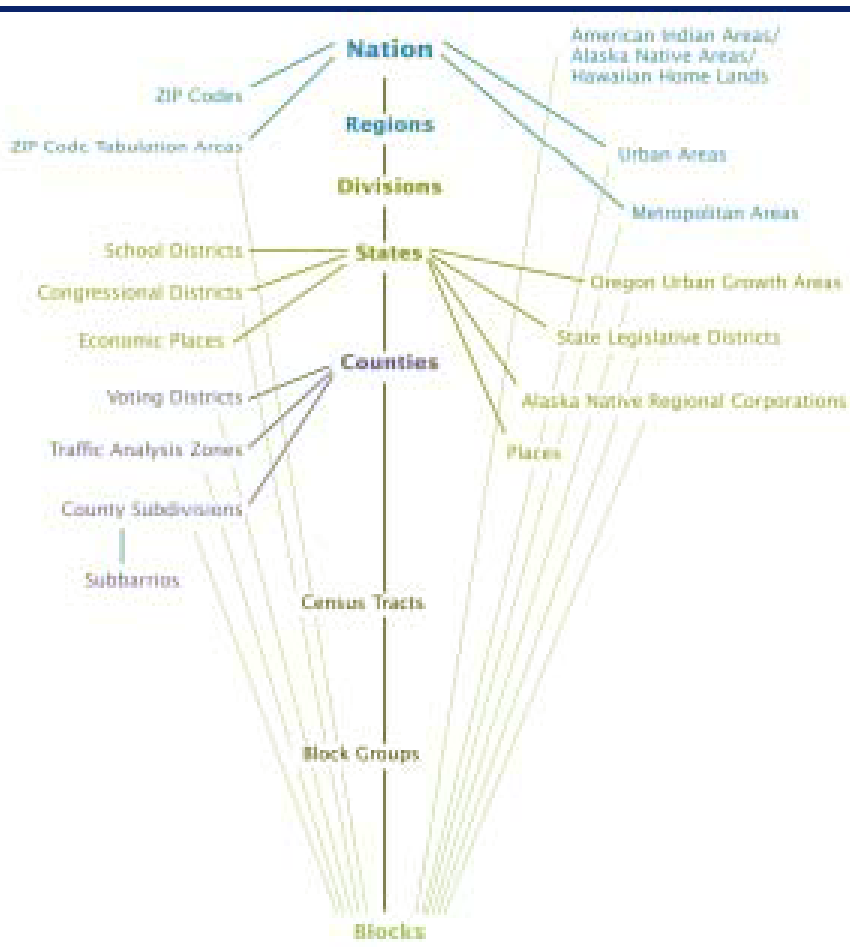 American Indian Areas/
Alaska Native Areas/
Hawaiian Home Lands
Nation
ZIP Codes
Regions
ZIP Code Tabulation Areas
Urban Areas
Divisions
Metropolitan Areas
School Districts
States
Oregon Urban Growth Areas
Congressional Districts
State Legislative Districts
Economic Places
Counties
Voting Districts
Alaska Native Regional Corporations
Traffic Analysis Zones
Places
County Subdivisions
Subbarrios
Census Tracts
Block Groups
Blocks